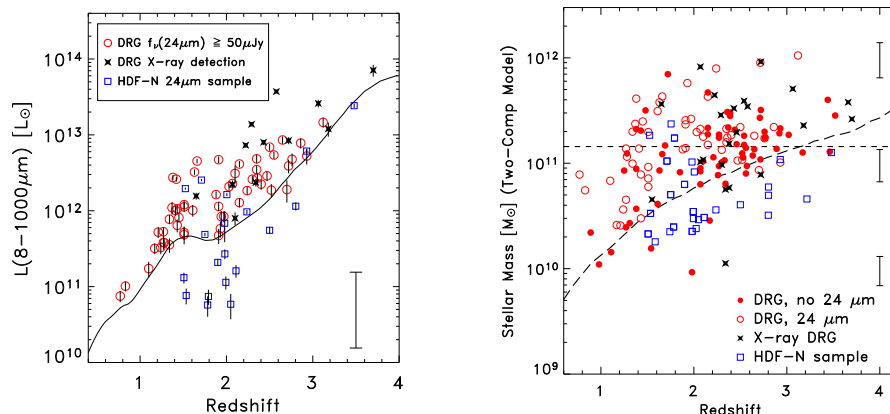 DRG fν(24μm) ≧ 50μJy
DRG X-ray detection
HDF-N 24μm sample
L(8-1000μm) [L⊙]
10^14
10^13
10^12
10^11
10^10
1 2 3 4
Redshift
Stellar Mass [M⊙] (Two-Comp Model)
10^12
10^11
10^10
10^9
DRG, no 24 μm
DRG, 24 μm
X-ray DRG
HDF-N sample
1 2 3 4
Redshift